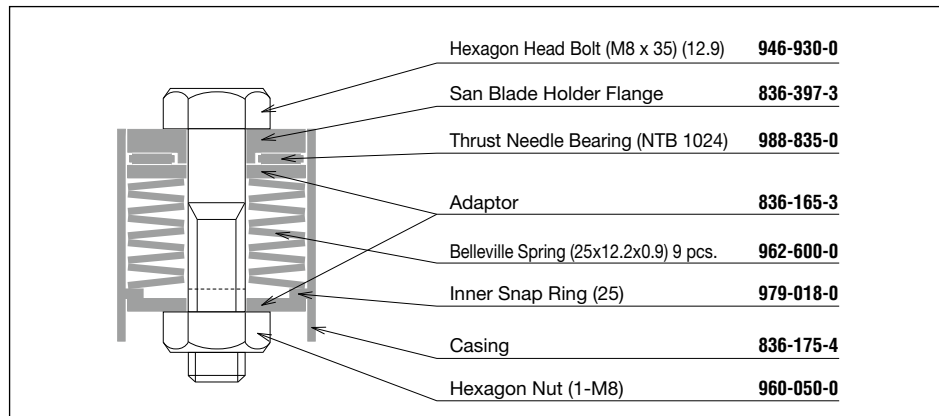 Hexagon Head Bolt (M8 x 35) (12.9) 946-930-0
San Blade Holder Flange 836-397-3
Thrust Needle Bearing (NTB 1024) 988-835-0
Adaptor 836-165-3
Belleville Spring (25x12.2x0.9) 9 pcs. 962-600-0
Inner Snap Ring (25) 979-018-0
Casing 836-175-4
Hexagon Nut (1-M8) 960-050-0